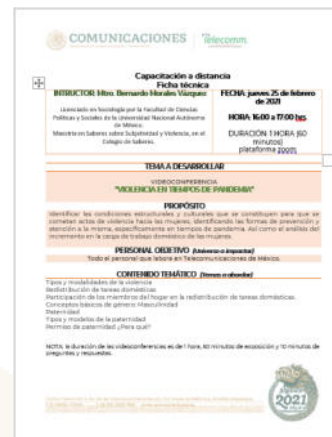 COMUNICACIONES
Telecomm
Capacitación a distancia
Ficha técnica
INSTRUCTOR: Mtro. Bernardo Morales Vázquez
Licenciado en Sociología por la Facultad de Ciencias
Políticas y Sociales de la Universidad Nacional Autónoma
de México.
Maestro en Saberes sobre Subjetividad y Violencia, en el
Colegio de Saberes.
FECHA: jueves 25 de febrero
de 2021
HORA: 16:00 a 17:00 hrs
DURACIÓN: 1 HORA (60
minutos)
plataforma zoom
TEMA A DESARROLLAR
VIDEOCONFERENCIA
"VIOLENCIA EN TIEMPOS DE PANDEMIA"
PROPÓSITO
Identificar las condiciones estructurales y culturales que se constituyen para que se
cometan actos de violencia hacia las mujeres, identificando las formas de prevención y
atención a la misma, específicamente en tiempos de pandemia. Así como el análisis del
incremento en la carga de trabajo doméstico de las mujeres.
PERSONAL OBJETIVO (Universo a impactar)
Todo el personal que labora en Telecomunicaciones de México.
CONTENIDO TEMÁTICO (Temas a abordar)
Tipos y modalidades de la violencia
Redistribución de tareas domésticas
Participación de los miembros del hogar en la redistribución de tareas domésticas.
Conceptos básicos de género: Masculinidad
Paternidad
Tipos y modelos de la paternidad
Permiso de paternidad ¿Para qué?
NOTA: la duración de las videoconferencias es de 1 hora, 50 minutos de exposición y 10 minutos de
preguntas y respuestas.
2021